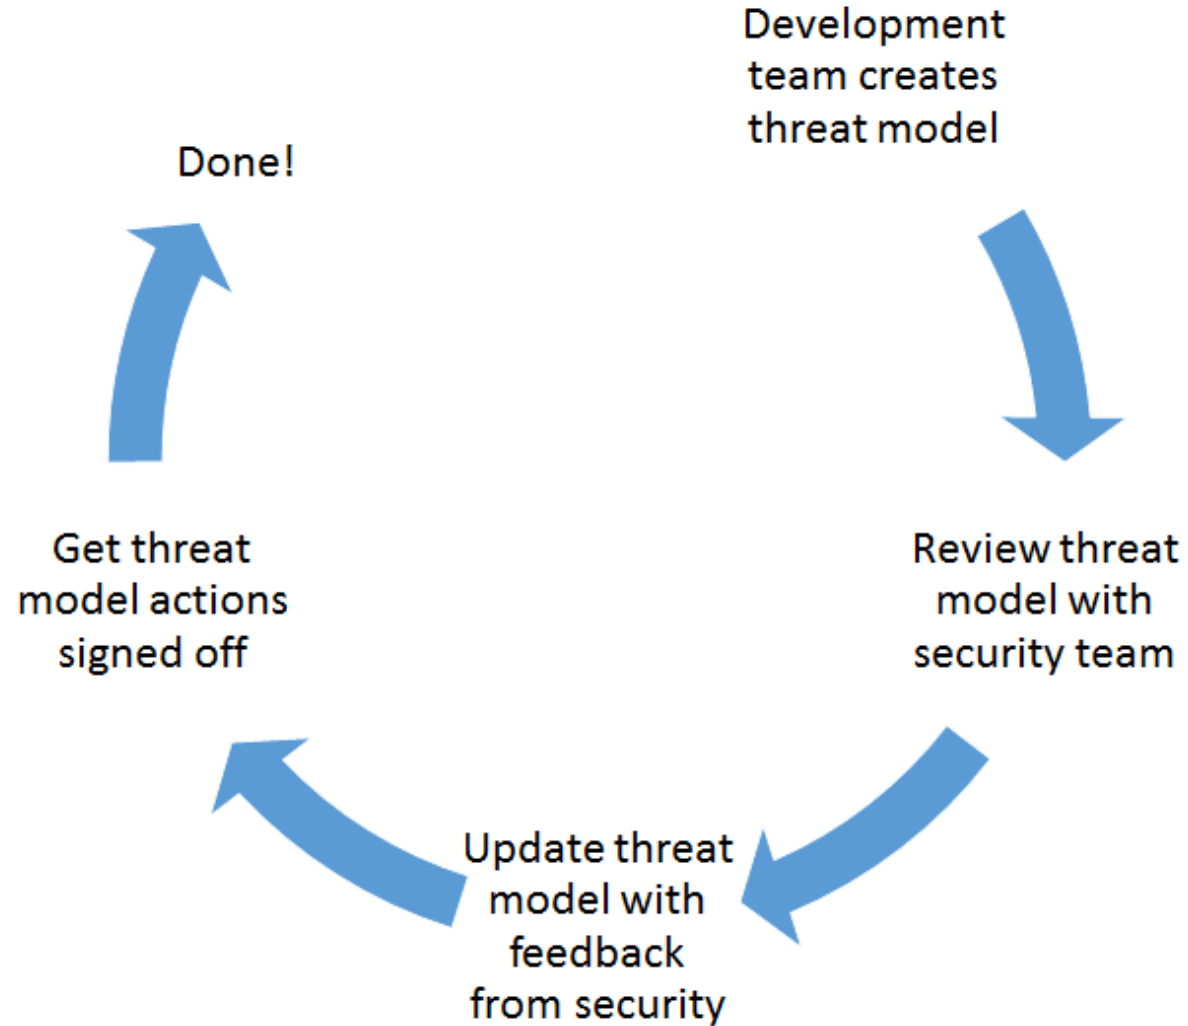 Development
team creates
threat model
Review threat
model with
security team
Update threat
model with
feedback
from security
Get threat
model actions
signed off
Done!